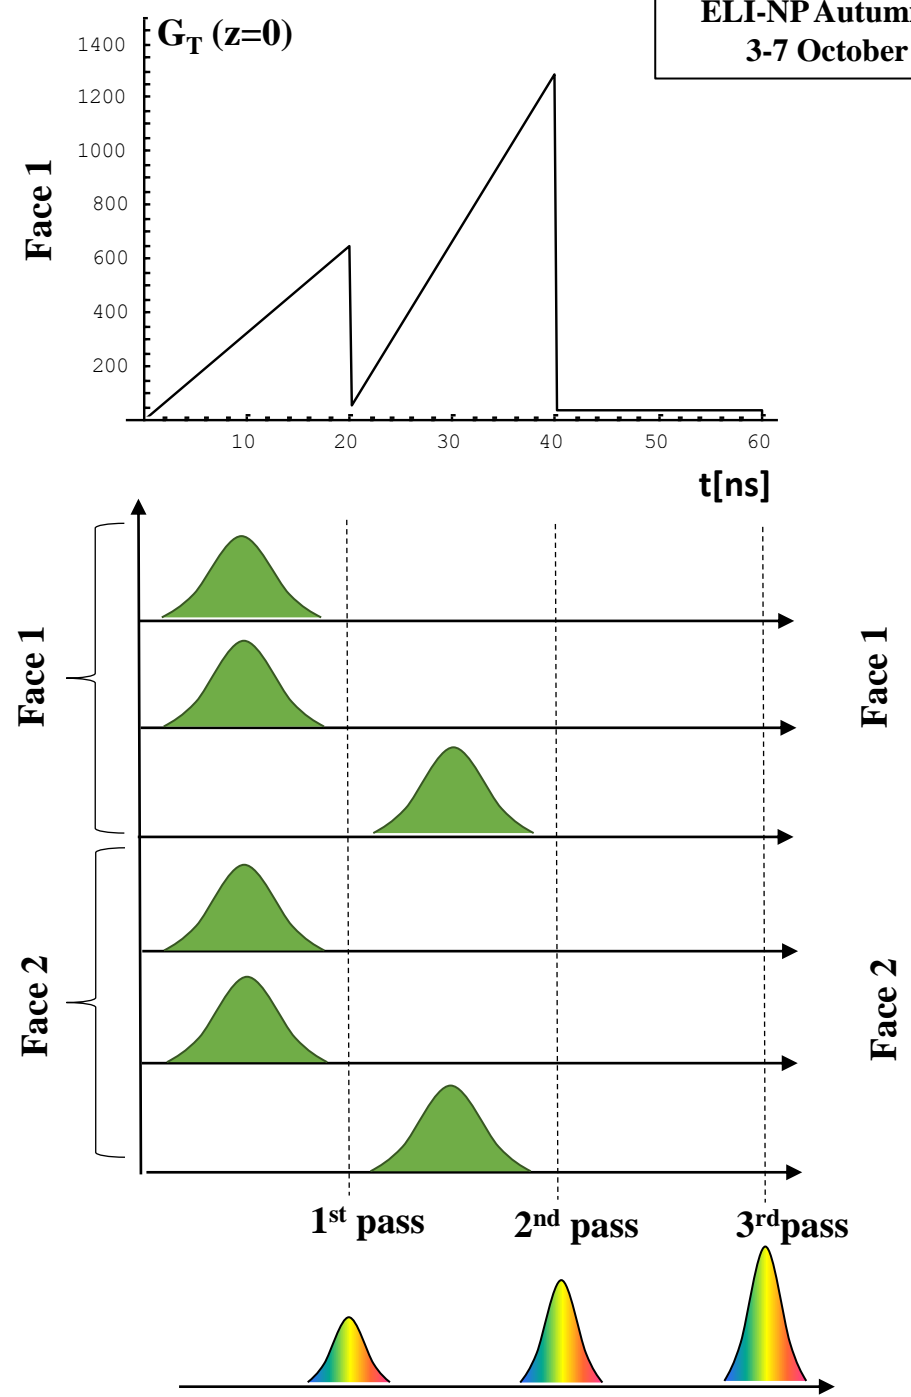 ELI-NP Autumn
3-7 October
G_T (z=0)
Face 1
1400
1200
1000
800
600
400
200
10 20 30 40 50 60
t[ns]
Face 1
Face 1
Face 2
Face 2
1st pass 2nd pass 3rd pass